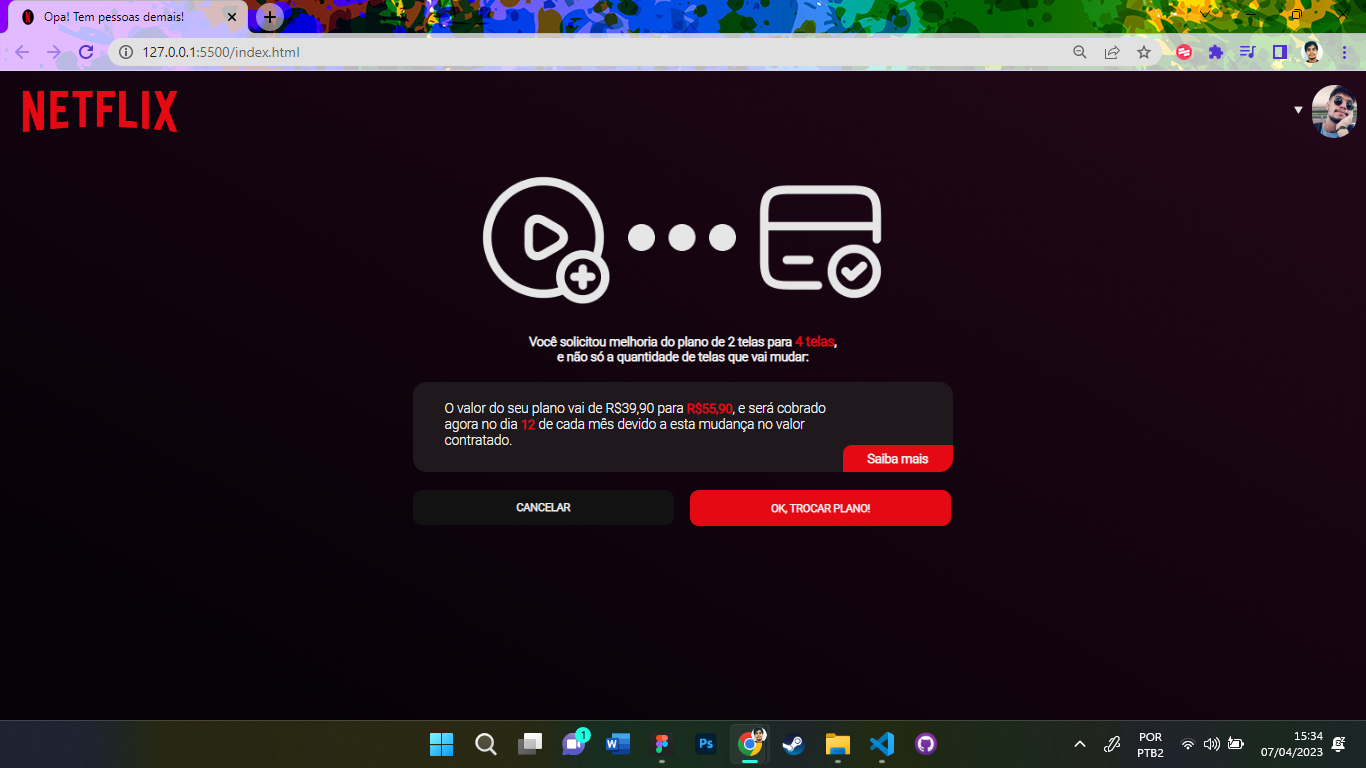 Opa! Tem pessoas demais!
127.0.0.1:5500/index.html
NETFLIX
Você solicitou melhoria do plano de 2 telas para 4 telas,
e não só a quantidade de telas que vai mudar:
O valor do seu plano vai de R$39,90 para R$55,90, e será cobrado
agora no dia 12 de cada mês devido a esta mudança no valor
contratado.
Saiba mais
CANCELAR
OK, TROCAR PLANO!
1
W
Ps
POR
PTB2
15:34
07/04/2023